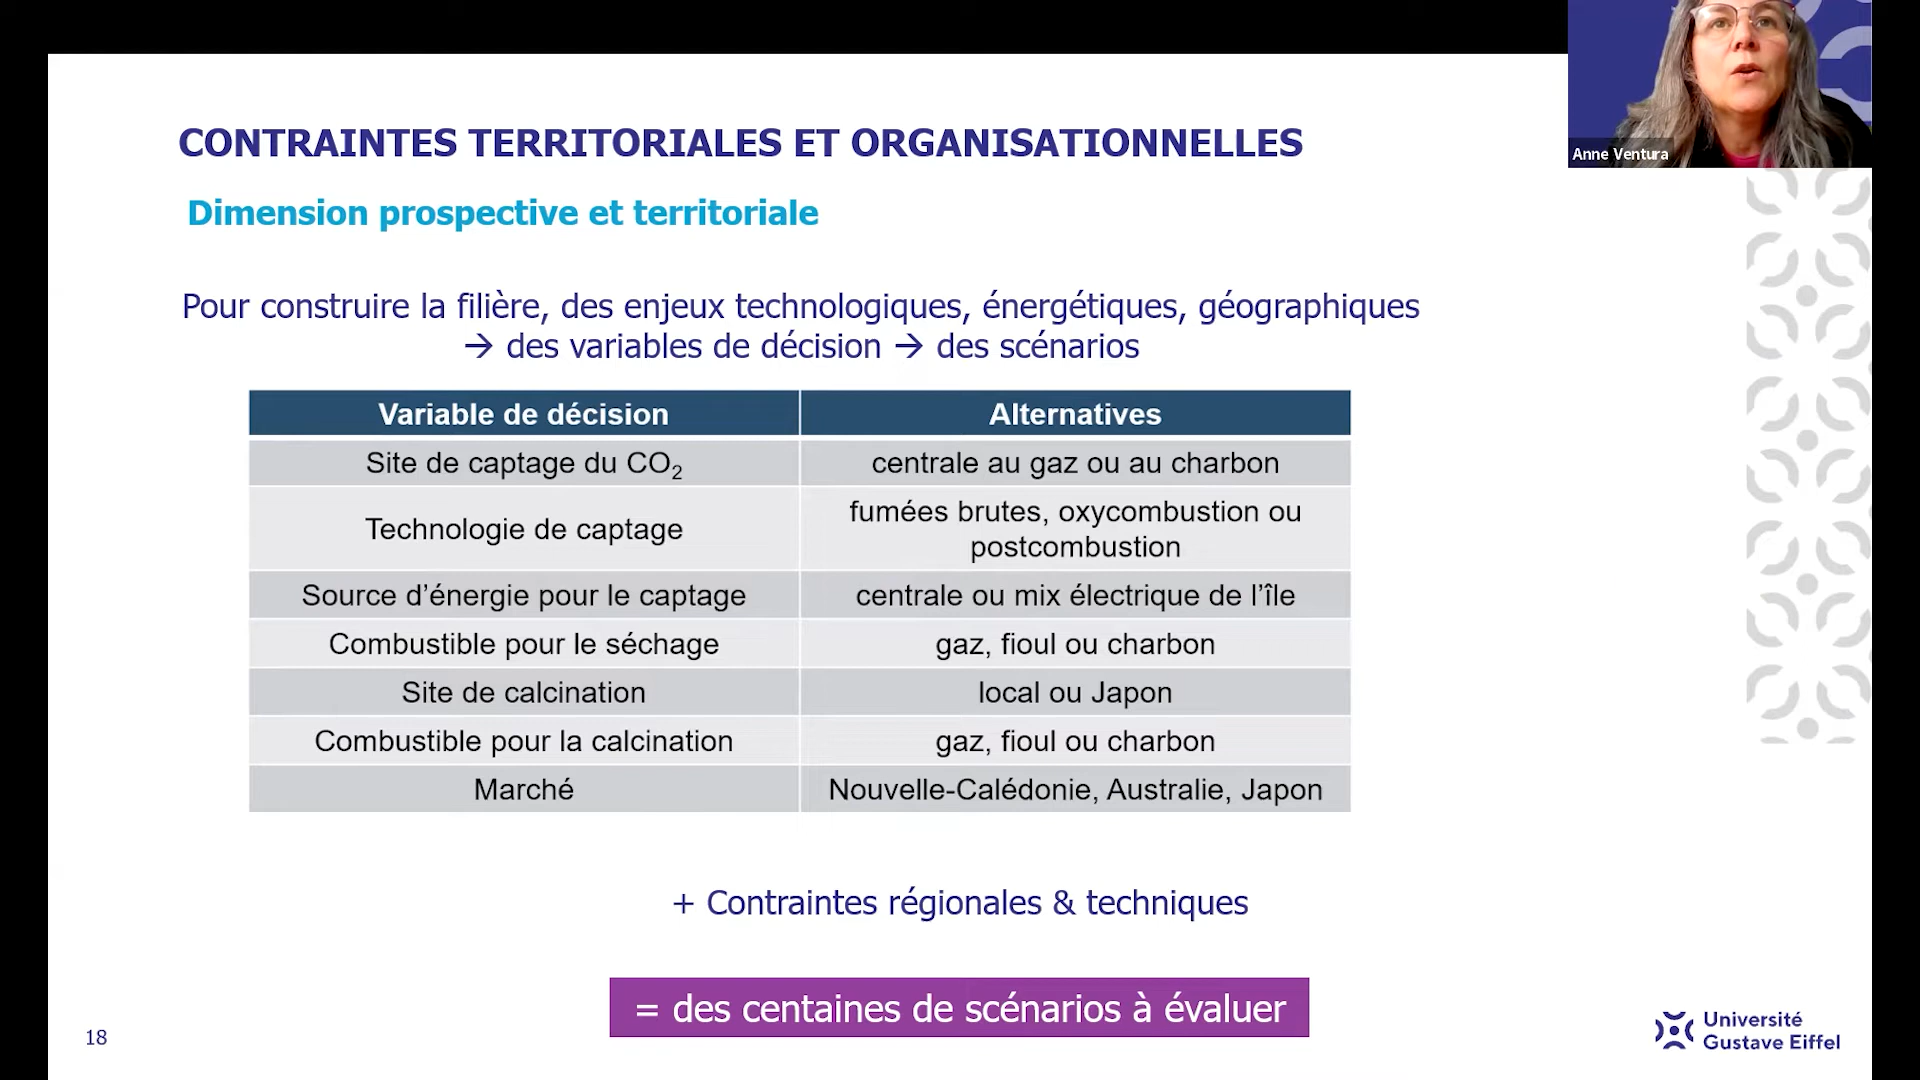 Anne Ventura
CONTRAINTES TERRITORIALES ET ORGANISATIONNELLES
Dimension prospective et territoriale
Pour construire la filière, des enjeux technologiques, énergétiques, géographiques
→ des variables de décision → des scénarios
Variable de décision
Alternatives
Site de captage du CO₂
centrale au gaz ou au charbon
Technologie de captage
fumées brutes, oxycombustion ou
postcombustion
Source d’énergie pour le captage
centrale ou mix électrique de l’île
Combustible pour le séchage
gaz, fioul ou charbon
Site de calcination
local ou Japon
Combustible pour la calcination
gaz, fioul ou charbon
Marché
Nouvelle-Calédonie, Australie, Japon
+ Contraintes régionales & techniques
= des centaines de scénarios à évaluer
18
Université
Gustave Eiffel